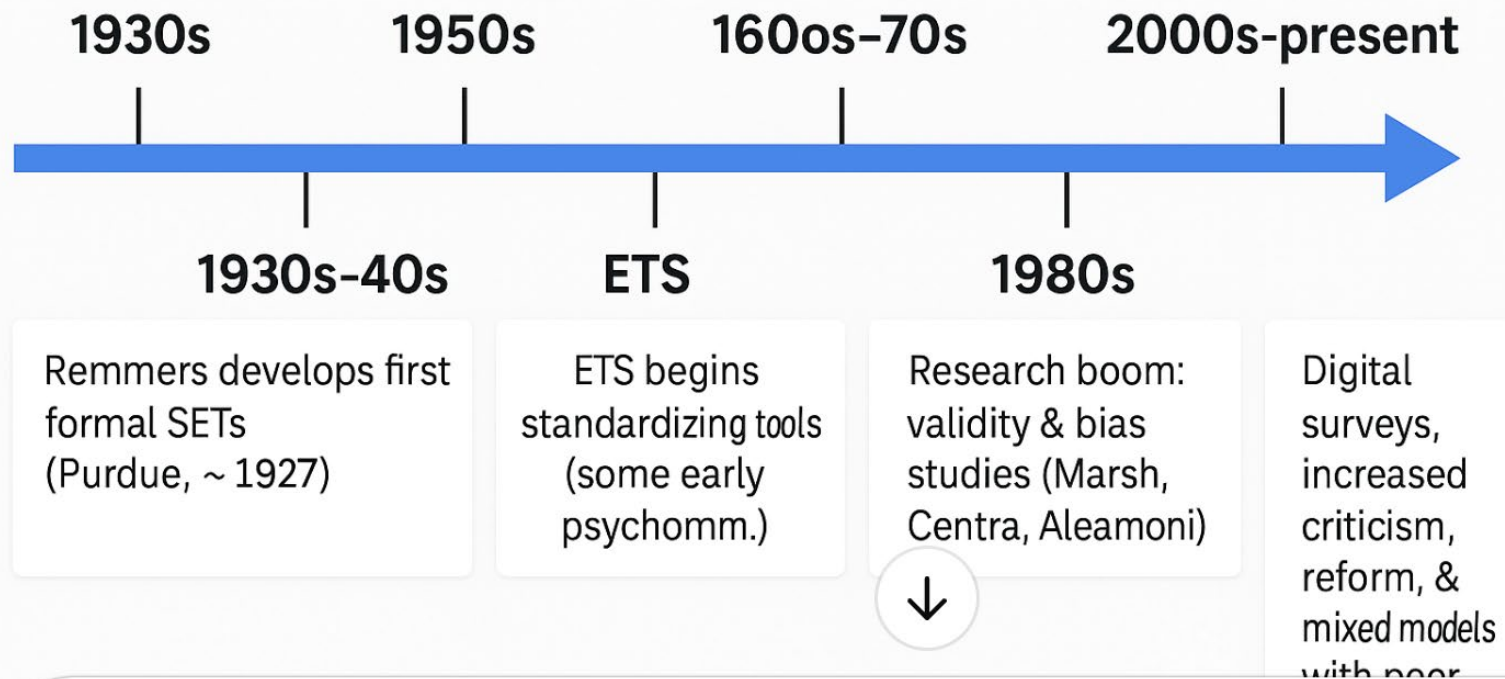 1930s
1950s
160os–70s
2000s-present
1930s-40s
ETS
1980s
Remmers develops first
formal SETs
(Purdue, ~ 1927)
ETS begins
standardizing tools
(some early
psychomm.)
Research boom:
validity & bias
studies (Marsh,
Centra, Aleamoni)
Digital
surveys,
increased
criticism,
reform, &
mixed models
with peer